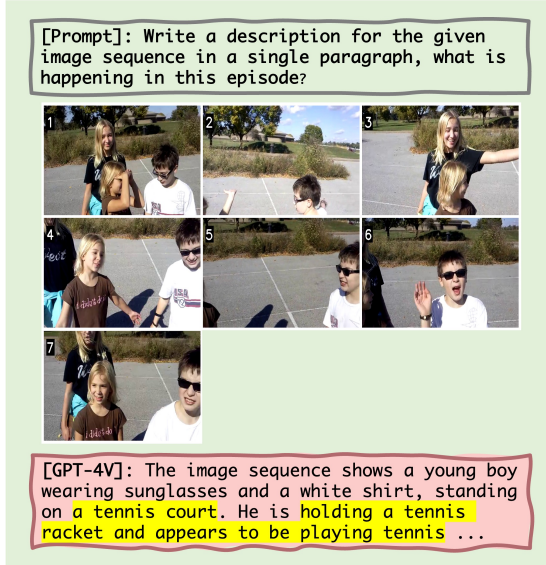 [Prompt]: Write a description for the given
image sequence in a single paragraph, what is
happening in this episode?
1
2
3
4
5
6
7
[GPT-4V]: The image sequence shows a young boy
wearing sunglasses and a white shirt, standing
on a tennis court. He is holding a tennis
racket and appears to be playing tennis ...